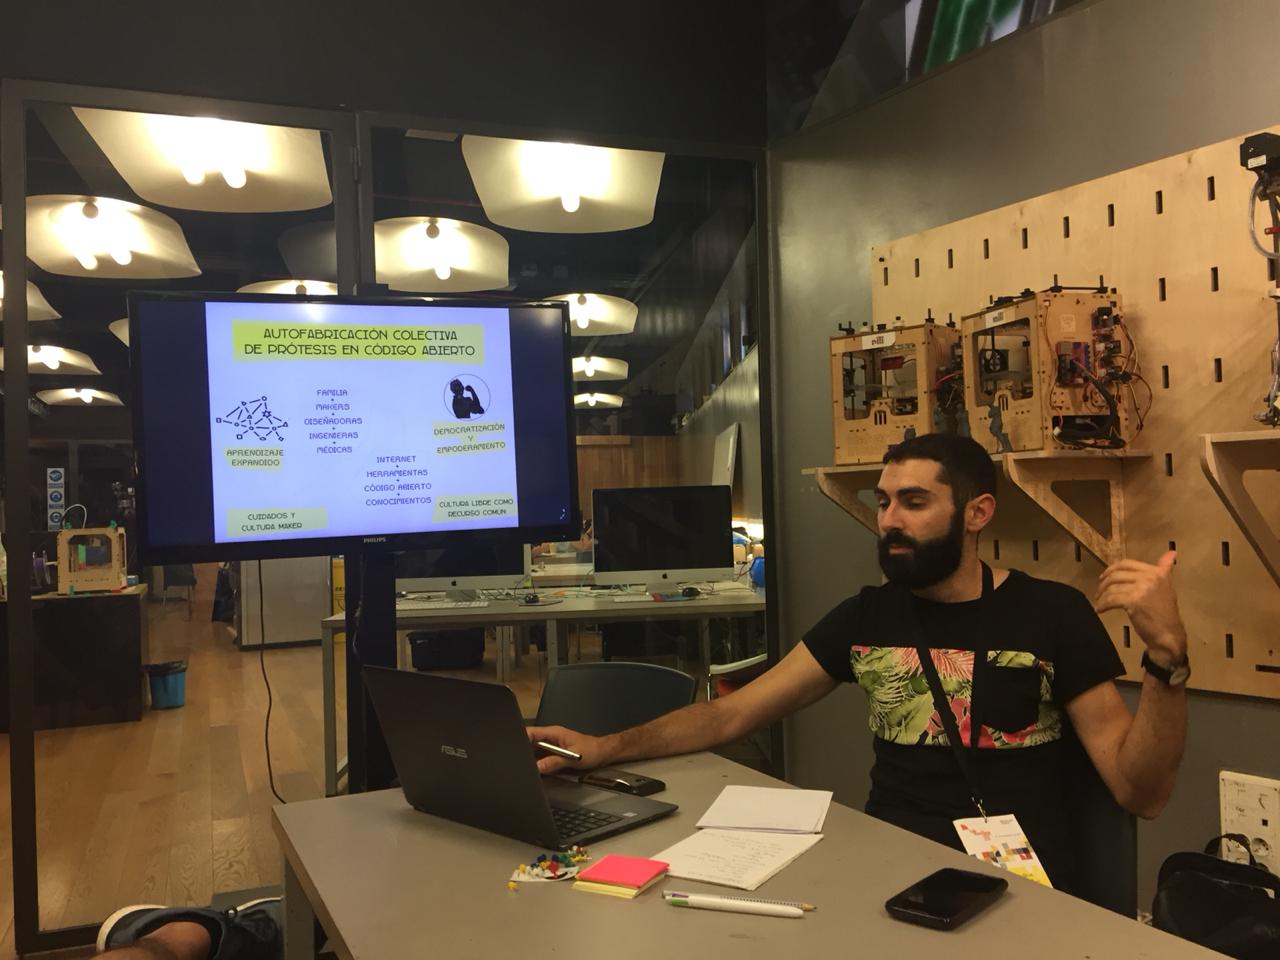 AUTOFABRICACIÓN COLECTIVA
DE PRÓTESIS EN CÓDIGO ABIERTO
FAMILIA
+
MAKERS
+
DISEÑADORAS
+
INGENIERAS
+
MÉDICAS
APRENDIZAJE
EXPANDIDO
DEMOCRATIZACIÓN
Y
EMPODERAMIENTO
INTERNET
+
HERRAMIENTAS
+
CÓDIGO ABIERTO
+
CONOCIMIENTOS
CUIDADOS Y
CULTURA MAKER
CULTURA LIBRE COMO
RECURSO COMÚN
PHILIPS
ASUS